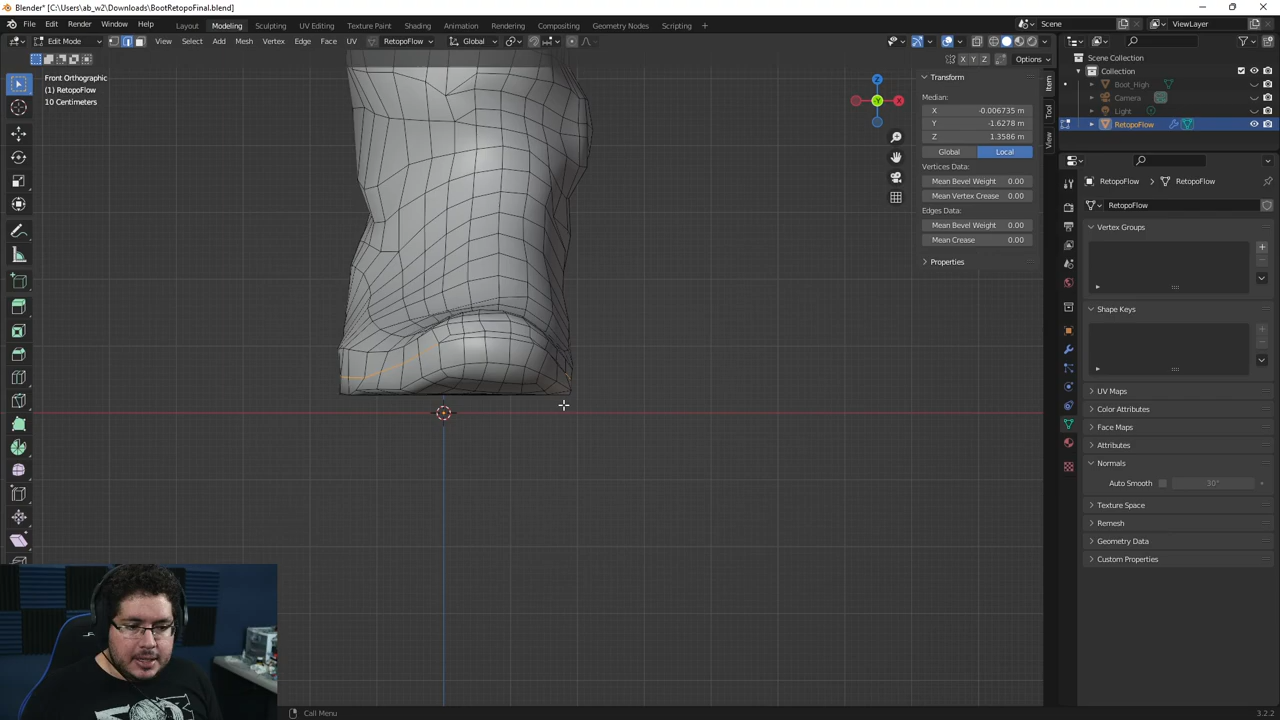 Blender* [C:\Users\ab_w2\Downloads\BootRetopoFinal.blend]
File Edit Render Window Help Layout Modeling Sculpting UV Editing Texture Paint Shading Animation Rendering Compositing Geometry Nodes Scripting + Scene ViewLayer
Edit Mode View Select Add Mesh Vertex Edge Face UV RetopoFlow Global
X Y Z Options
Front Orthographic
(1) RetopoFlow
10 Centimeters
Z
Y
X
Transform
Median:
X -0.006735 m
Y -1.6278 m
Z 1.3586 m
Global Local
Vertices Data:
Mean Bevel Weight 0.00
Mean Vertex Crease 0.00
Edges Data:
Mean Bevel Weight 0.00
Mean Crease 0.00
Properties
Item
Tool
View
Scene Collection
Collection
Boot_High
Camera
Light
RetopoFlow
RetopoFlow RetopoFlow
RetopoFlow
Vertex Groups
Shape Keys
UV Maps
Color Attributes
Face Maps
Attributes
Normals
Auto Smooth 30°
Texture Space
Remesh
Geometry Data
Custom Properties
Call Menu
3.2.2